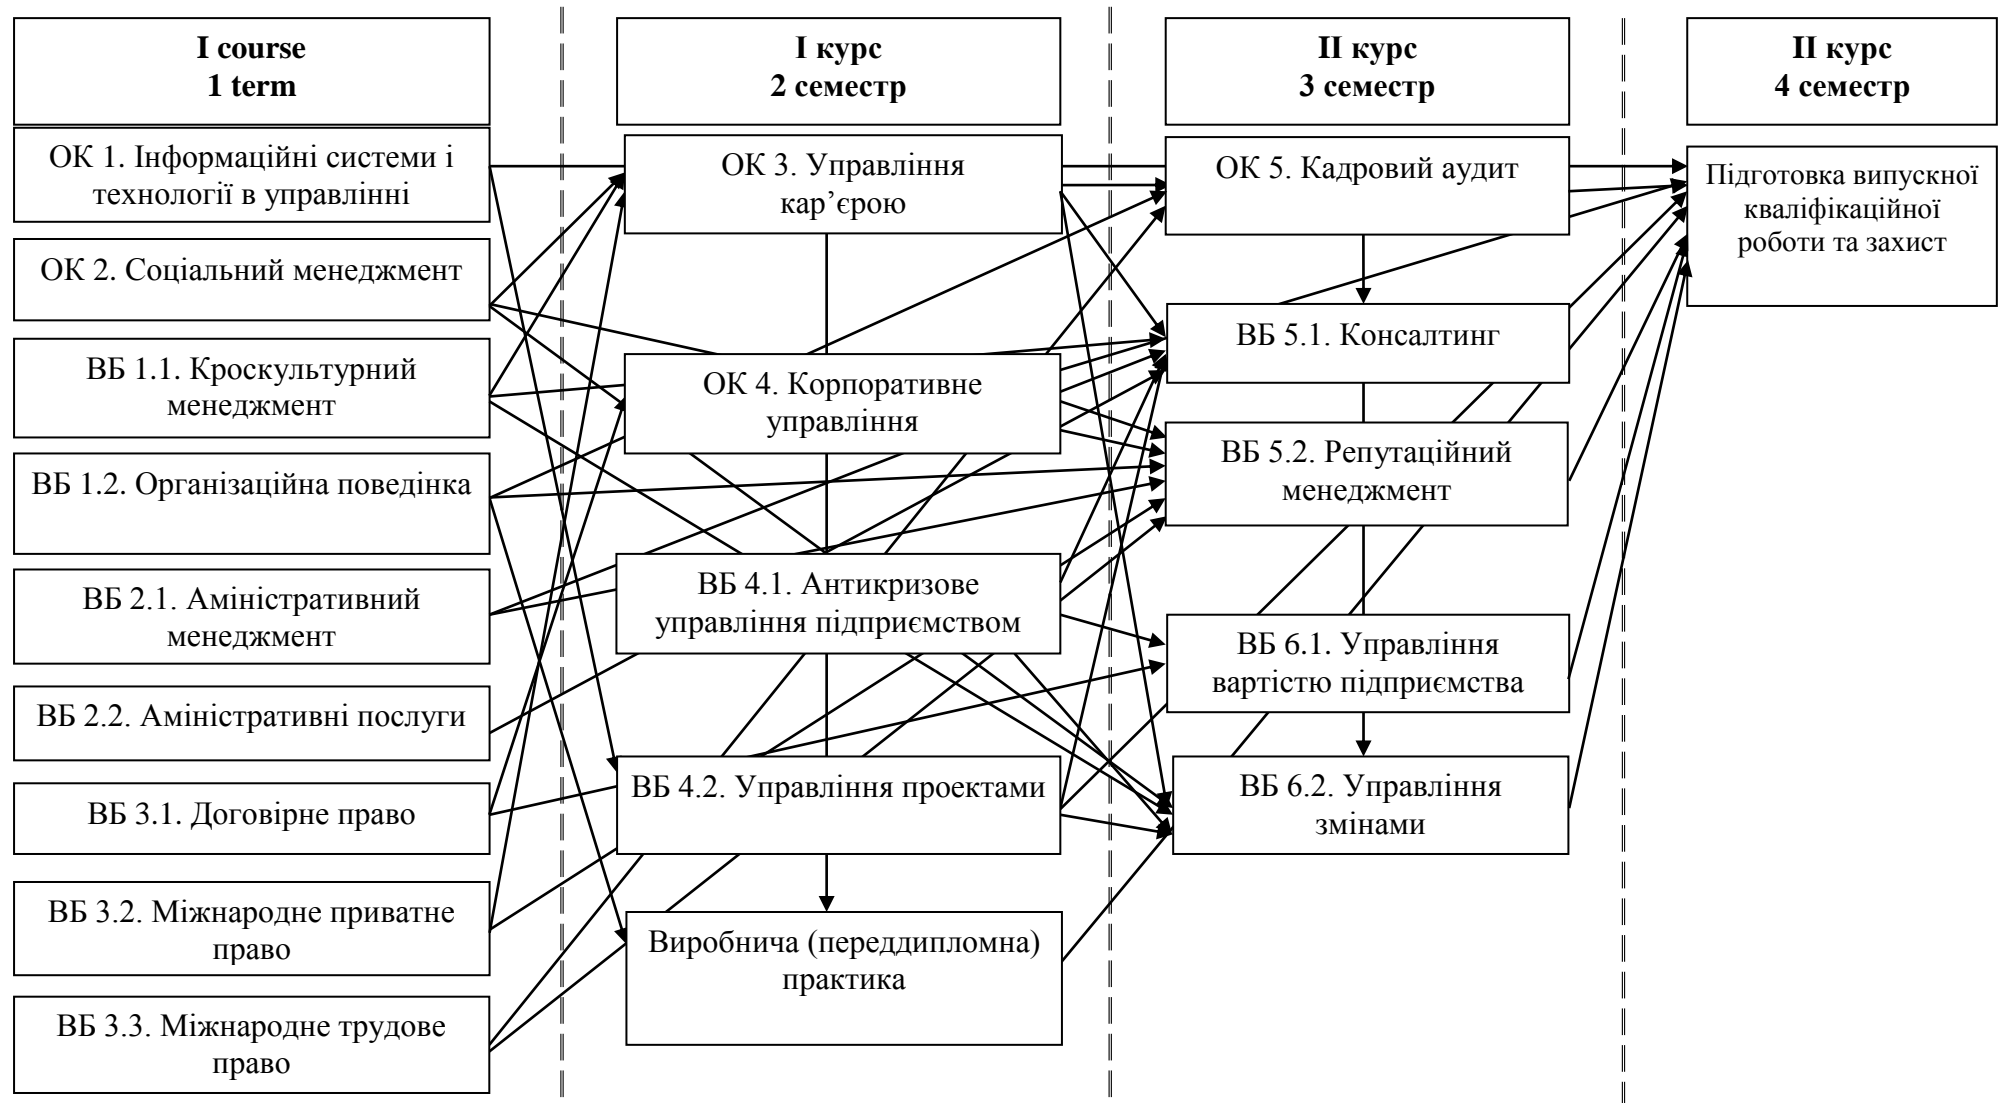 I course
1 term
ОК 1. Інформаційні системи і
технології в управлінні
ОК 2. Соціальний менеджмент
ВБ 1.1. Кроскультурний
менеджмент
ВБ 1.2. Організаційна поведінка
ВБ 2.1. Аміністративний
менеджмент
ВБ 2.2. Аміністративні послуги
ВБ 3.1. Договірне право
ВБ 3.2. Міжнародне приватне
право
ВБ 3.3. Міжнародне трудове
право
I курс
2 семестр
ОК 3. Управління
кар’єрою
ОК 4. Корпоративне
управління
ВБ 4.1. Антикризове
управління підприємством
ВБ 4.2. Управління проектами
Виробнича (переддипломна)
практика
II курс
3 семестр
ОК 5. Кадровий аудит
ВБ 5.1. Консалтинг
ВБ 5.2. Репутаційний
менеджмент
ВБ 6.1. Управління
вартістю підприємства
ВБ 6.2. Управління
змінами
II курс
4 семестр
Підготовка випускної
кваліфікаційної
роботи та захист